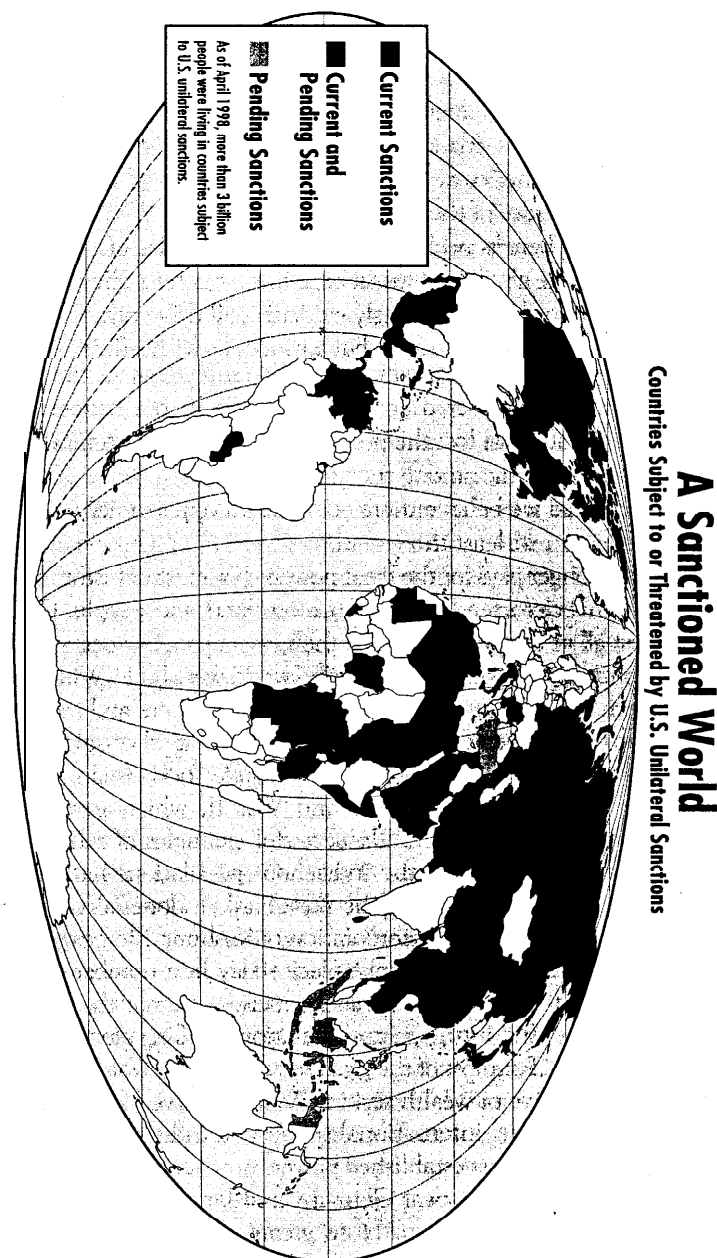 A Sanctioned World
Countries Subject to or Threatened by U.S. Unilateral Sanctions
Current Sanctions
Current and
Pending Sanctions
Pending Sanctions
As of April 1998, more than 3 billion
people were living in countries subject
to U.S. unilateral sanctions.